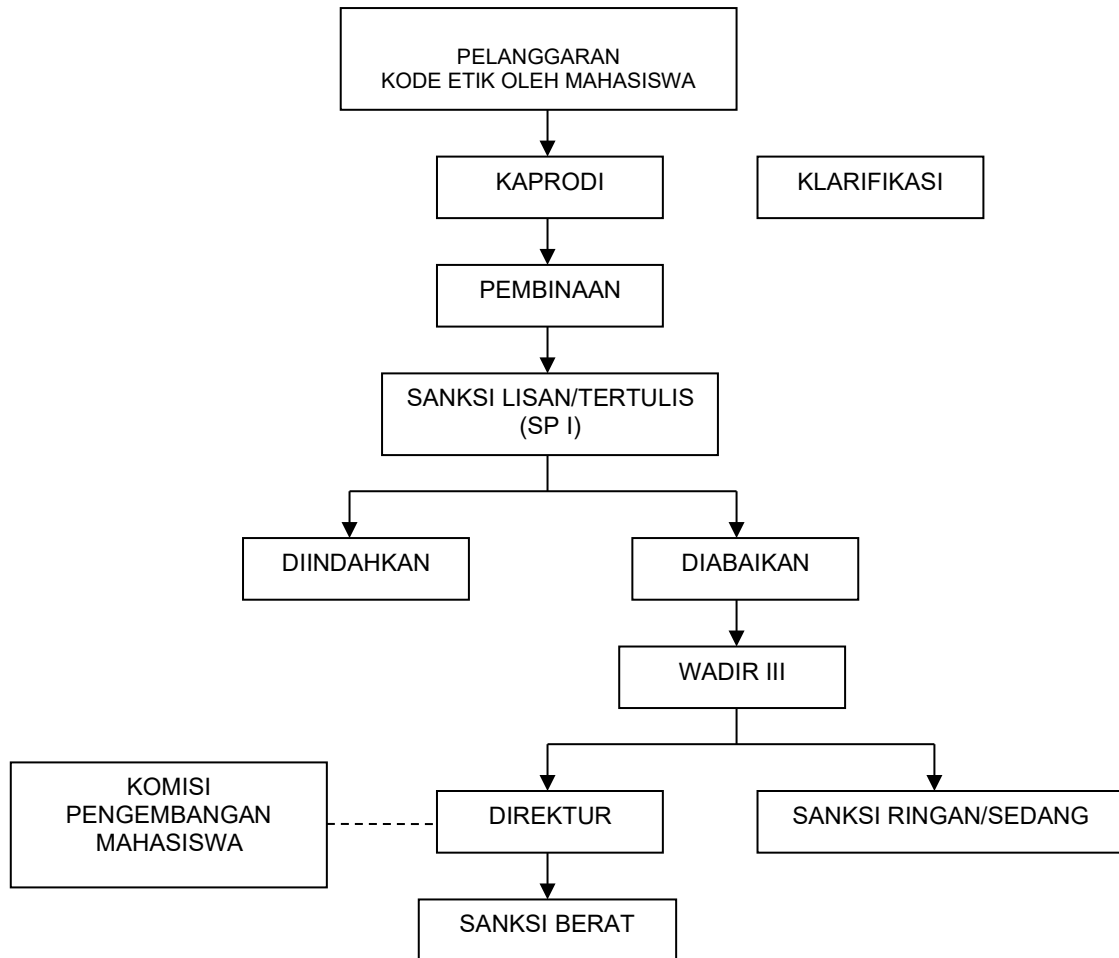 PELANGGARAN
KODE ETIK OLEH MAHASISWA
KAPRODI
KLARIFIKASI
PEMBINAAN
SANKSI LISAN/TERTULIS
(SP I)
DIINDAHKAN
DIABAIKAN
WADIR III
KOMISI
PENGEMBANGAN
MAHASISWA
DIREKTUR
SANKSI RINGAN/SEDANG
SANKSI BERAT